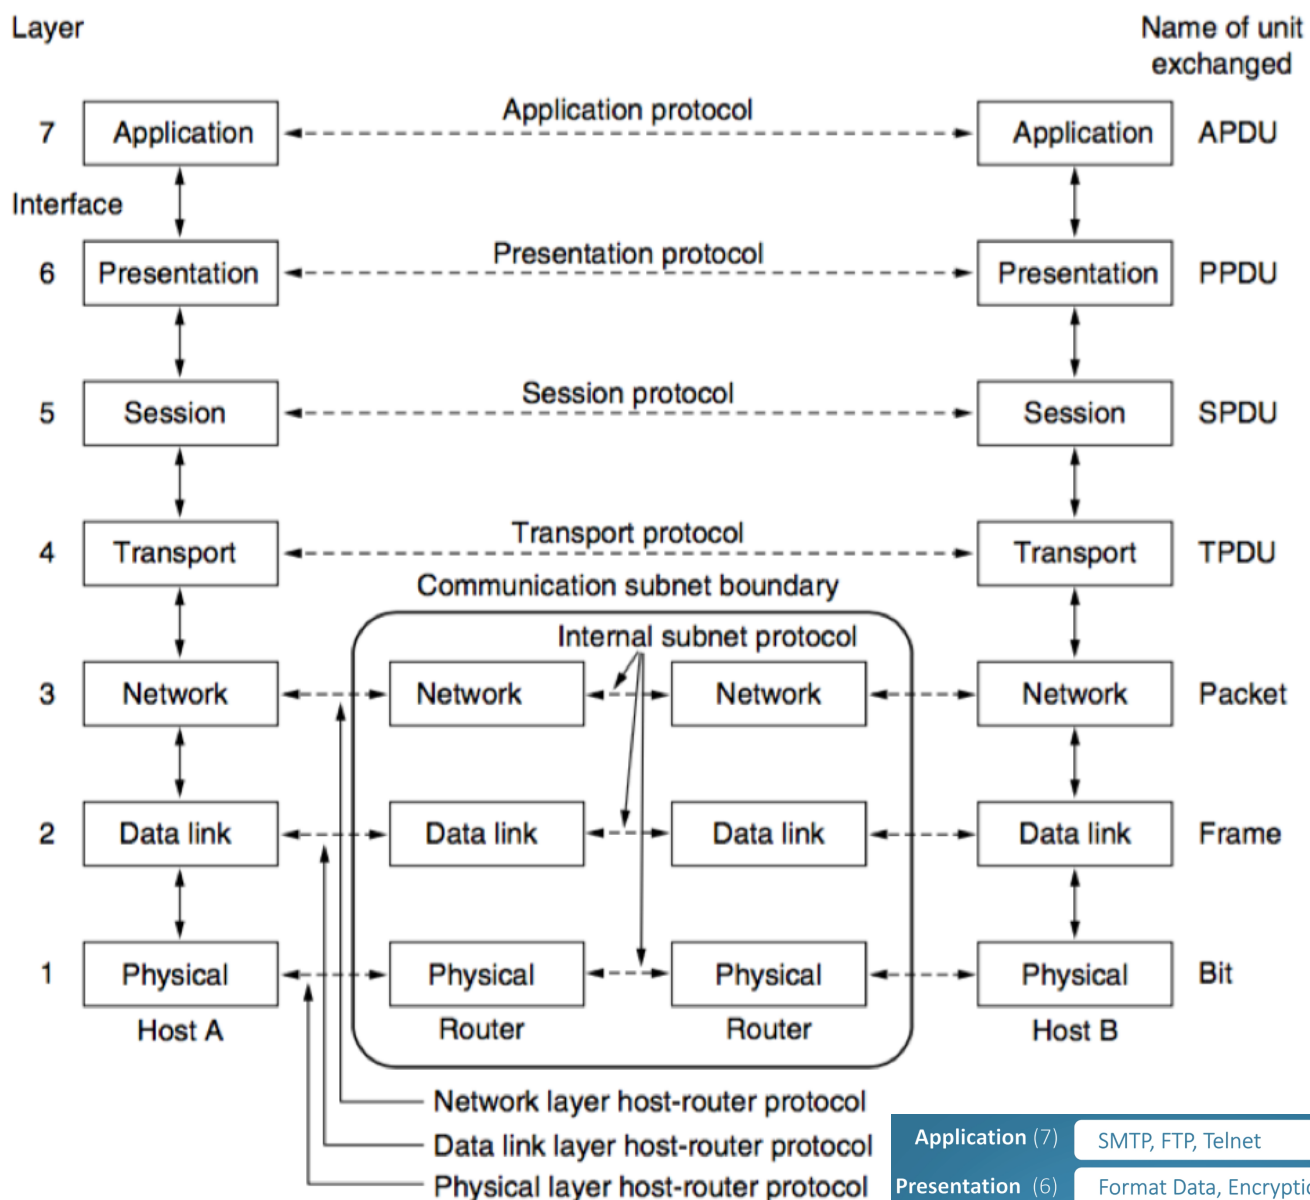 Layer
Name of unit
exchanged
7
Application
Application protocol
Application
APDU
Interface
6
Presentation
Presentation protocol
Presentation
PPDU
5
Session
Session protocol
Session
SPDU
4
Transport
Transport protocol
Transport
TPDU
Communication subnet boundary
Internal subnet protocol
3
Network
Network
Network
Network
Packet
2
Data link
Data link
Data link
Data link
Frame
1
Physical
Physical
Physical
Physical
Bit
Host A
Router
Router
Host B
Network layer host-router protocol
Data link layer host-router protocol
Physical layer host-router protocol
Application (7)
SMTP, FTP, Telnet
Presentation (6)
Format Data,